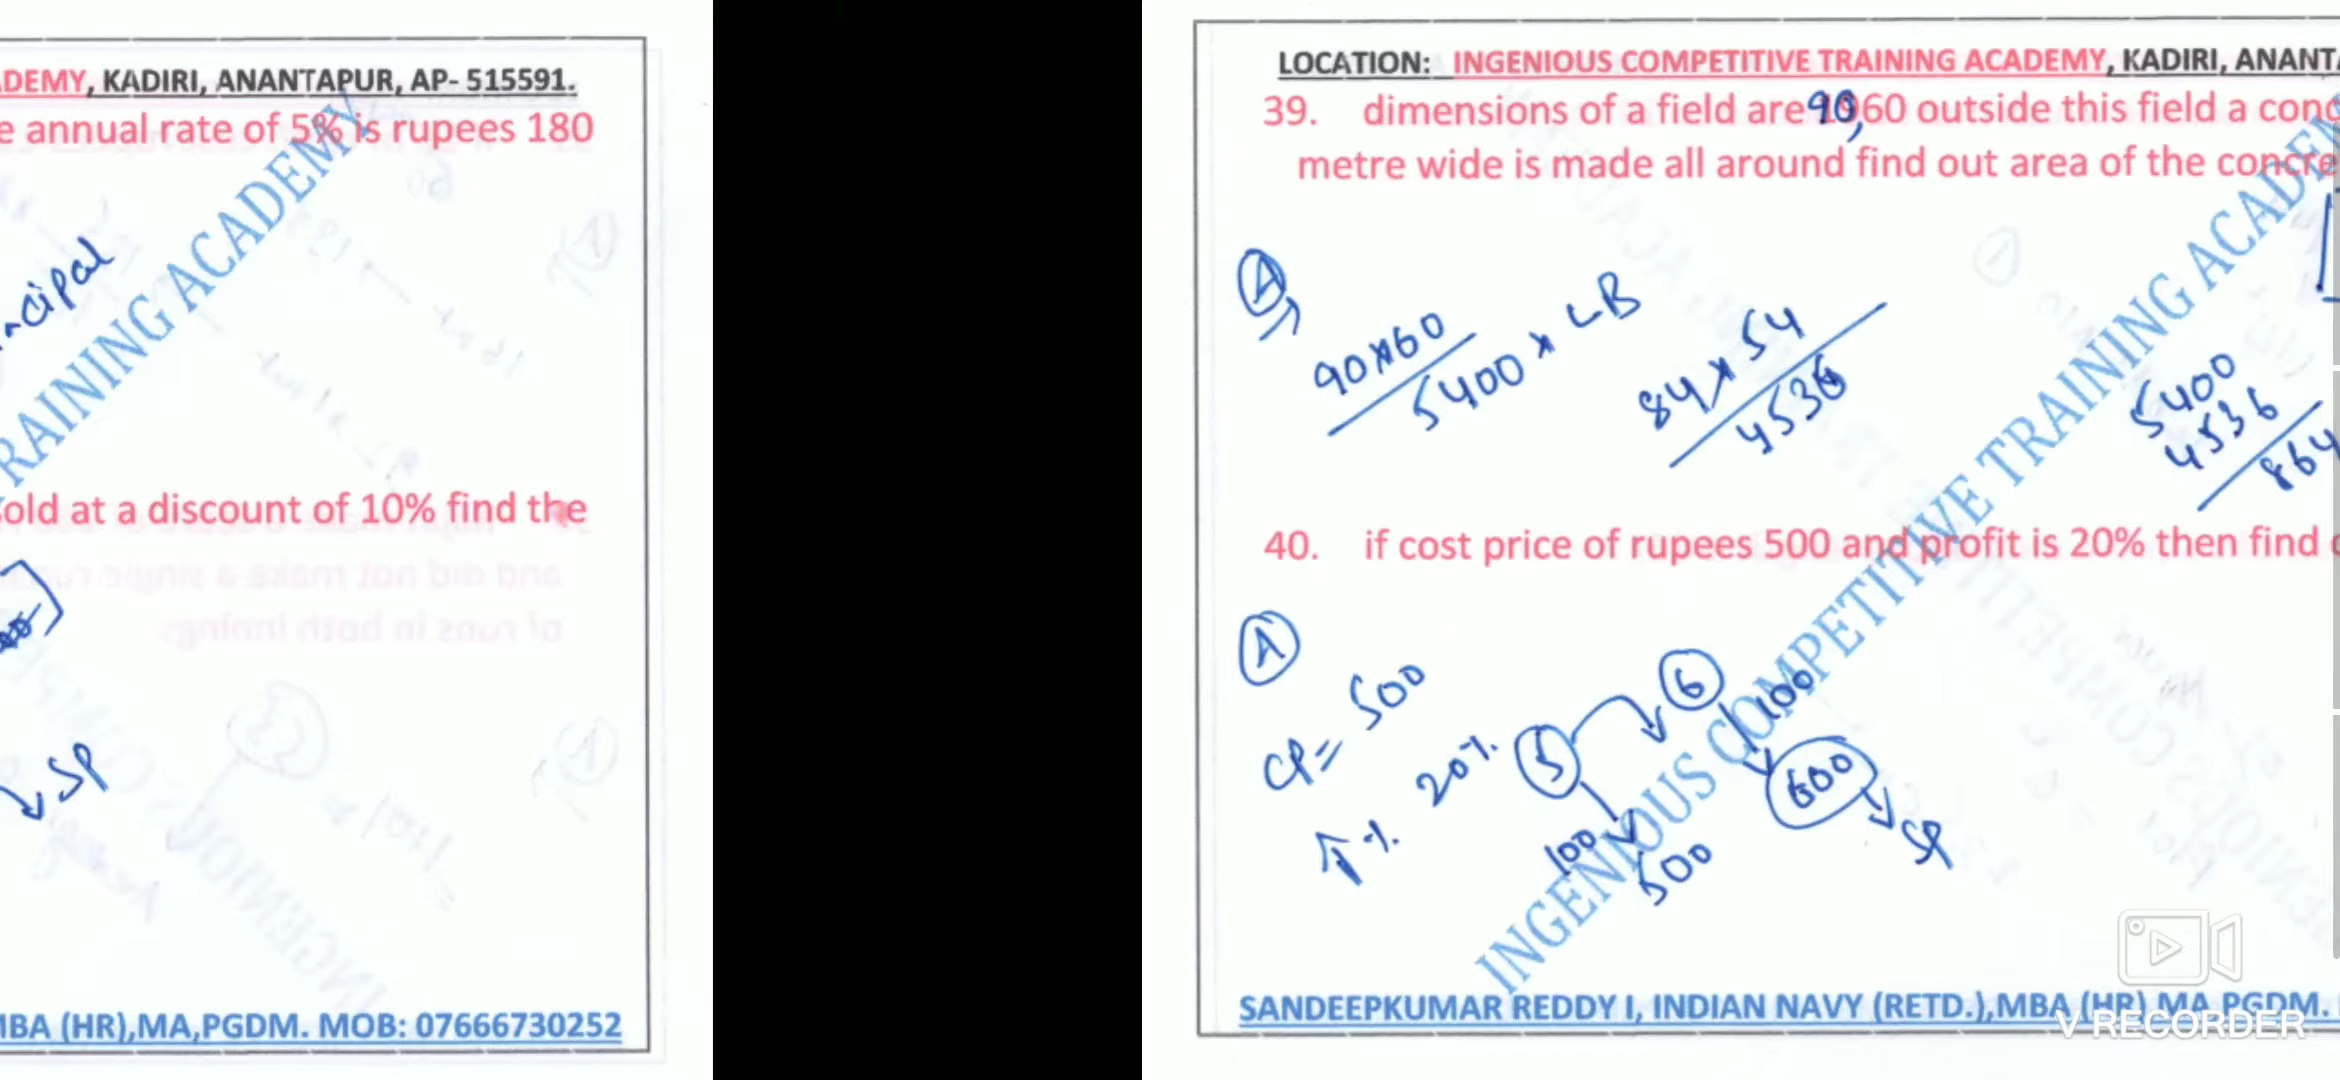 DEMY, KADIRI, ANANTAPUR, AP- 515591.
e annual rate of 5% is rupees 180
ncipal
TRAINING ACADEMY
old at a discount of 10% find the
SP
MBA (HR),MA,PGDM. MOB: 07666730252
LOCATION: INGENIOUS COMPETITIVE TRAINING ACADEMY, KADIRI, ANANTA
39. dimensions of a field are 90,60 outside this field a conc
metre wide is made all around find out area of the concre
A
90×60
5400 × LB
84 × 54
4536
5400
4536
864
40. if cost price of rupees 500 and profit is 20% then find
A
CP= 500
↑% 20%
5
6
100
500
100
600
SP
INGENIOUS COMPETITIVE TRAINING ACADEM
SANDEEPKUMAR REDDY I, INDIAN NAVY (RETD.),MBA (HR),MA,PGDM.
V RECORDER